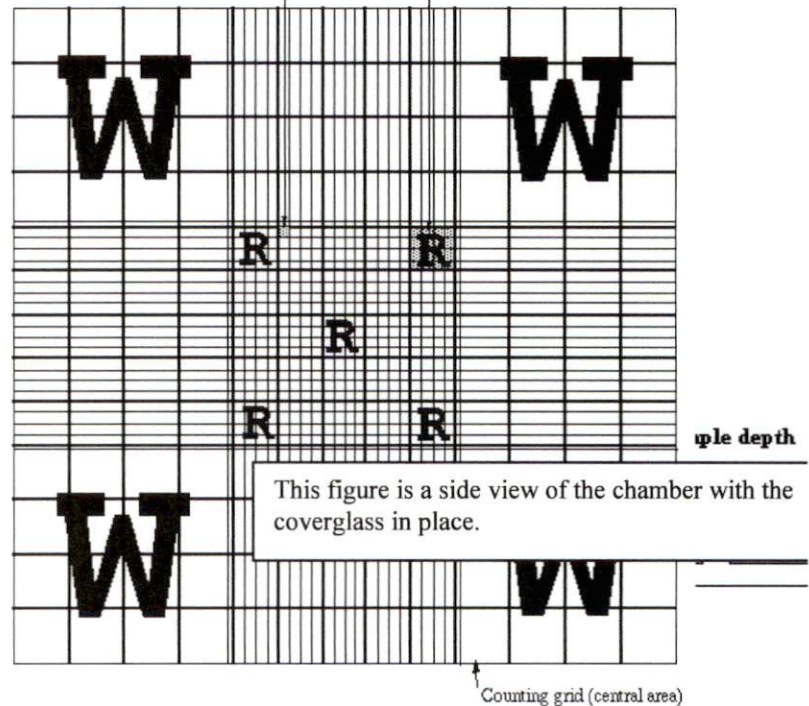 W W
R R
R
R R
ple depth
This figure is a side view of the chamber with the
coverglass in place.
W W
Counting grid (central area)